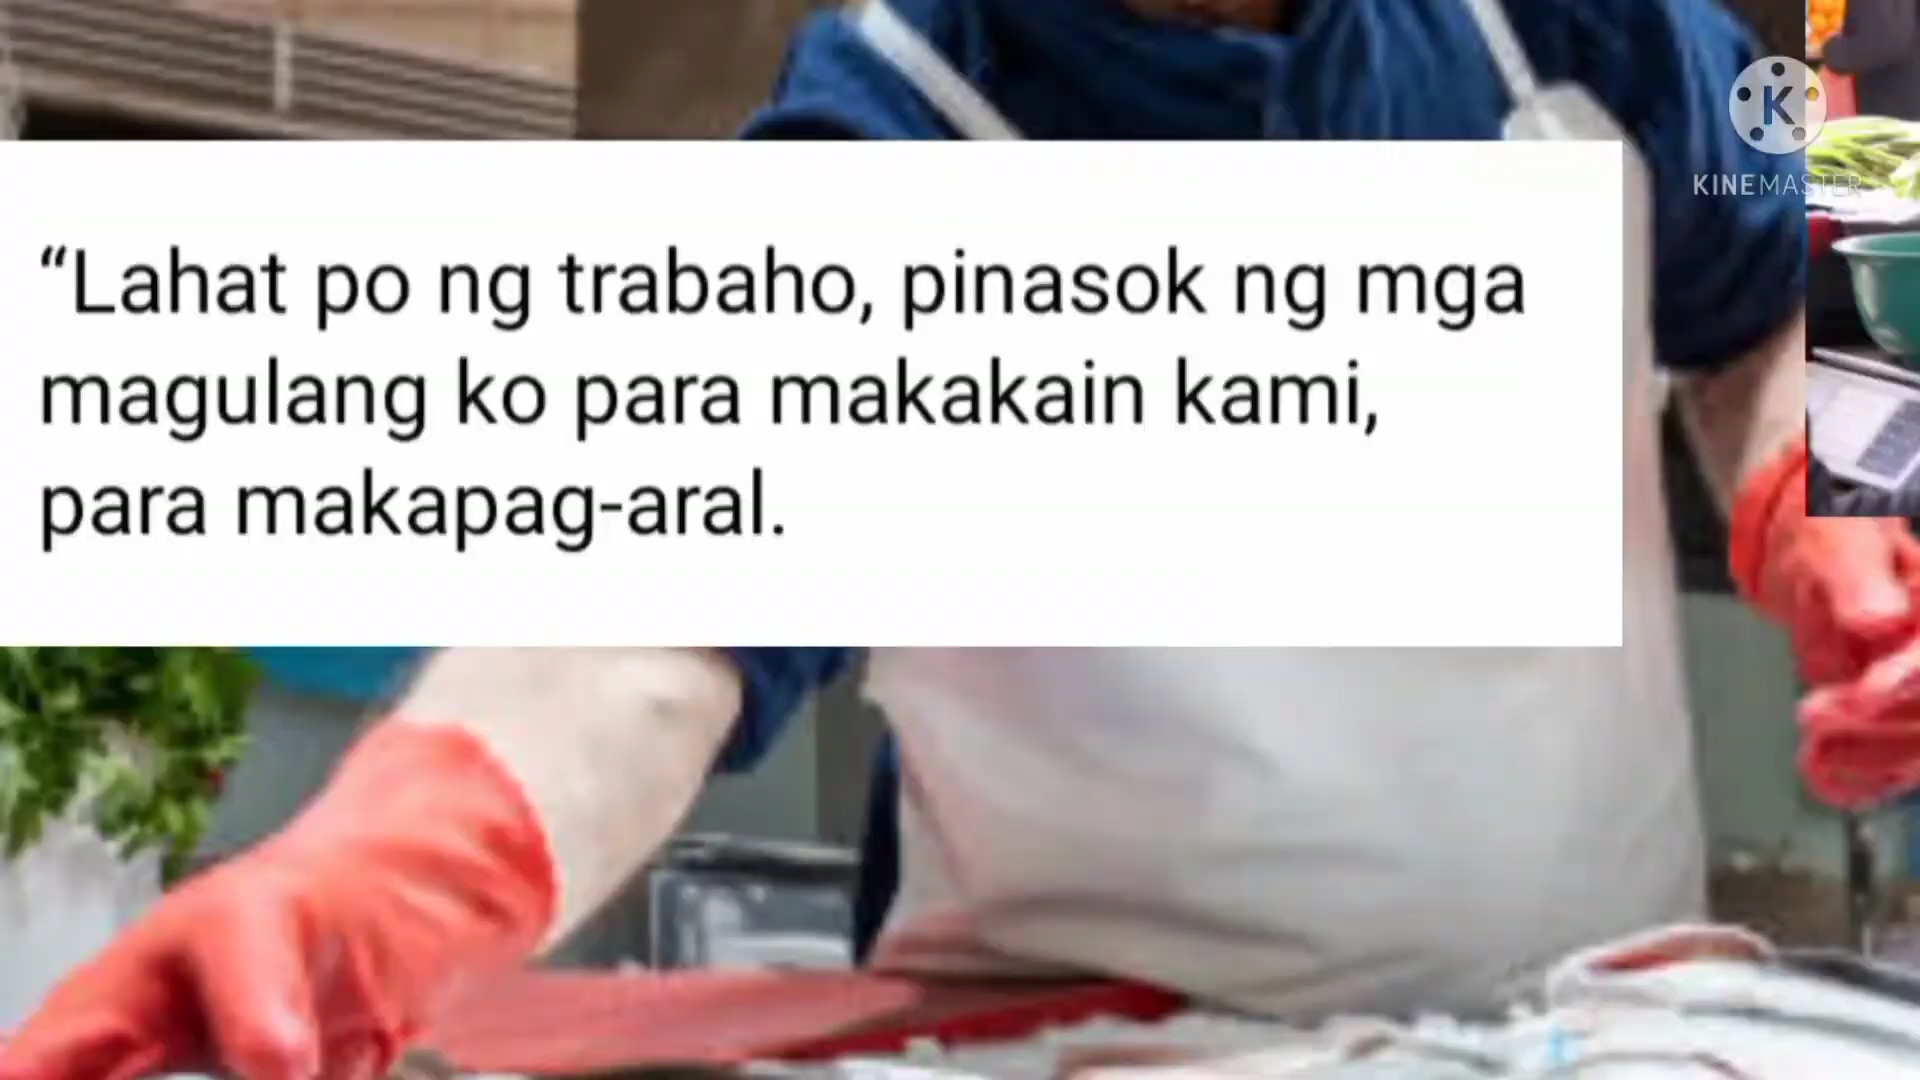 “Lahat po ng trabaho, pinasok ng mga
magulang ko para makakain kami,
para makapag-aral.
K
KINEMASTER